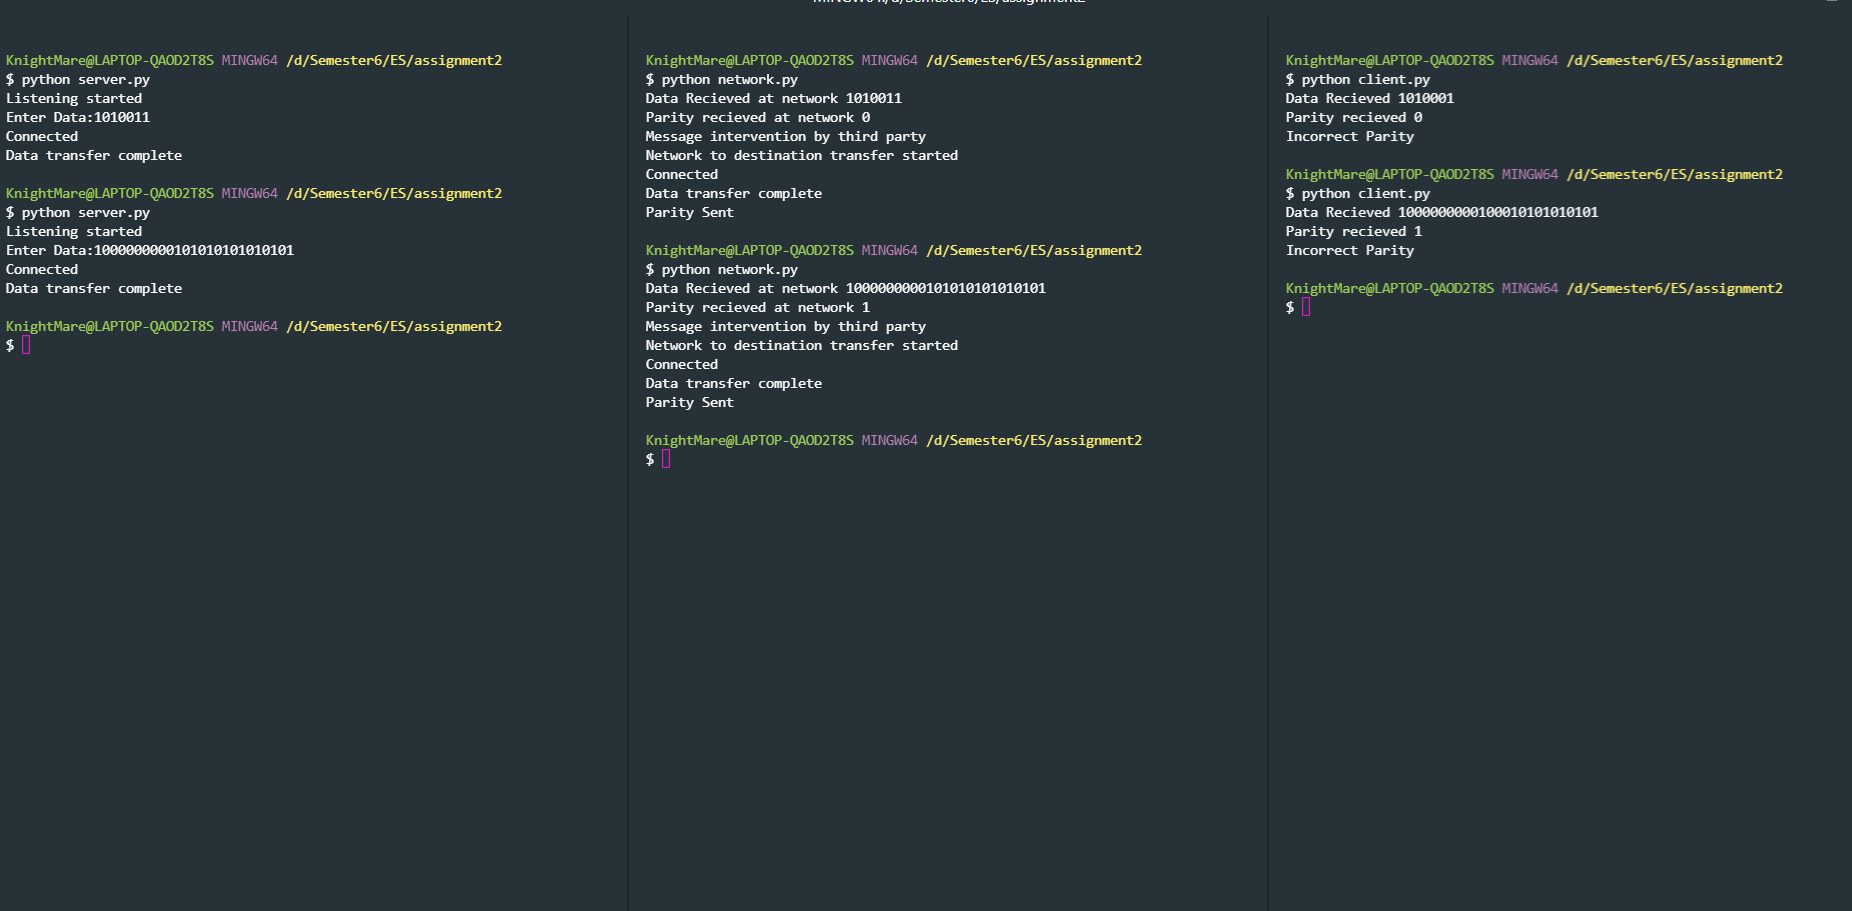 KnightMare@LAPTOP-QAOD2T8S MINGW64 /d/Semester6/ES/assignment2
$ python server.py
Listening started
Enter Data:1010011
Connected
Data transfer complete
KnightMare@LAPTOP-QAOD2T8S MINGW64 /d/Semester6/ES/assignment2
$ python server.py
Listening started
Enter Data:1000000000101010101010101
Connected
Data transfer complete
KnightMare@LAPTOP-QAOD2T8S MINGW64 /d/Semester6/ES/assignment2
$
KnightMare@LAPTOP-QAOD2T8S MINGW64 /d/Semester6/ES/assignment2
$ python network.py
Data Recieved at network 1010011
Parity recieved at network 0
Message intervention by third party
Network to destination transfer started
Connected
Data transfer complete
Parity Sent
KnightMare@LAPTOP-QAOD2T8S MINGW64 /d/Semester6/ES/assignment2
$ python network.py
Data Recieved at network 1000000000101010101010101
Parity recieved at network 1
Message intervention by third party
Network to destination transfer started
Connected
Data transfer complete
Parity Sent
KnightMare@LAPTOP-QAOD2T8S MINGW64 /d/Semester6/ES/assignment2
$
KnightMare@LAPTOP-QAOD2T8S MINGW64 /d/Semester6/ES/assignment2
$ python client.py
Data Recieved 1010001
Parity recieved 0
Incorrect Parity
KnightMare@LAPTOP-QAOD2T8S MINGW64 /d/Semester6/ES/assignment2
$ python client.py
Data Recieved 1000000000100010101010101
Parity recieved 1
Incorrect Parity
KnightMare@LAPTOP-QAOD2T8S MINGW64 /d/Semester6/ES/assignment2
$